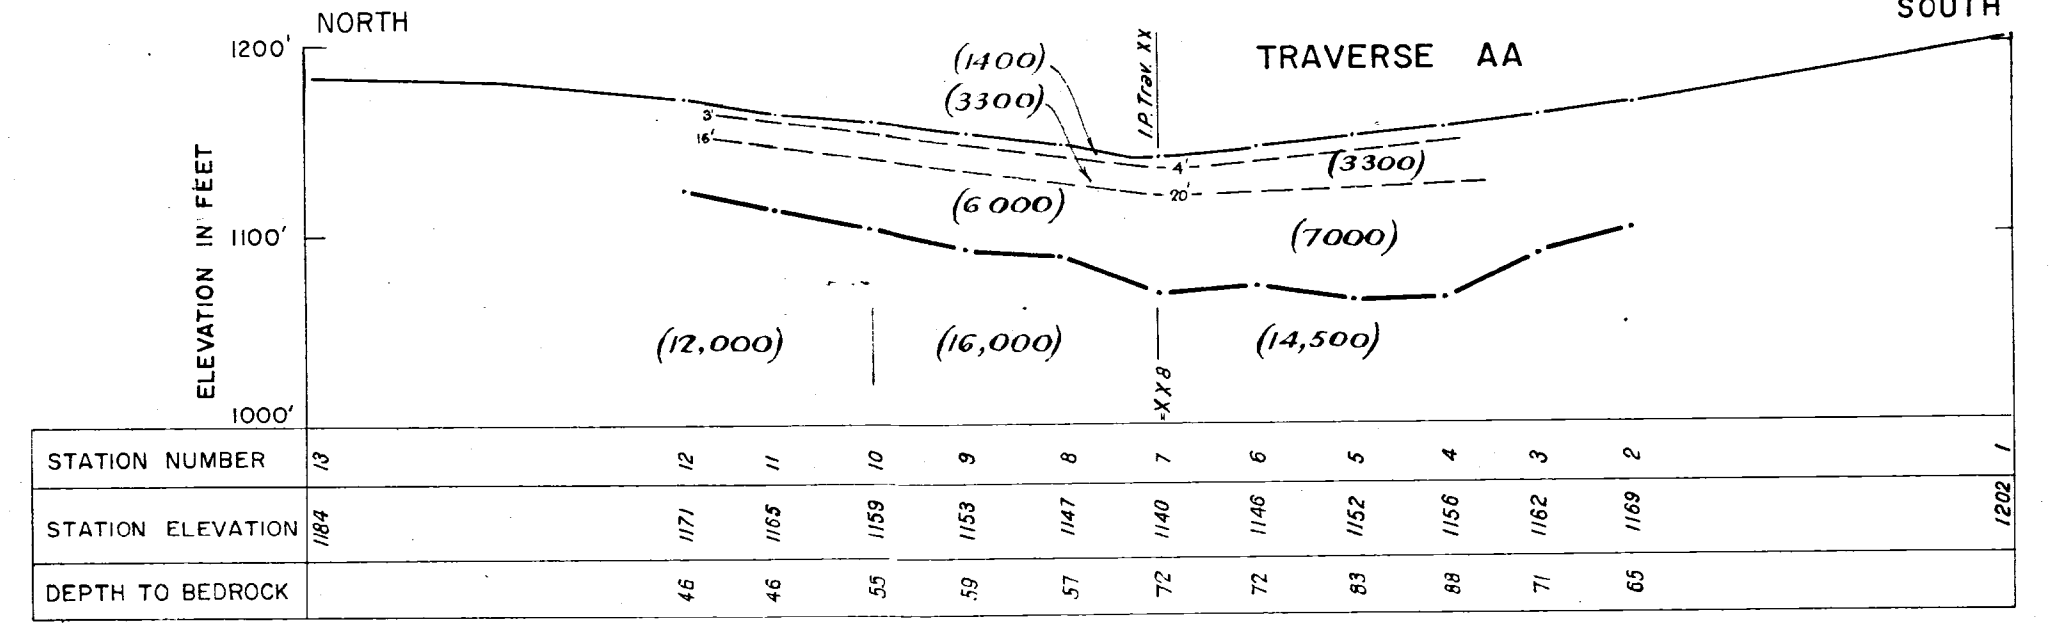 NORTH
SOUTH
TRAVERSE AA
I.P. Trav. XX
ELEVATION IN FEET
1200'
1100'
1000'
(1400)
(3300)
3'
16'
4'
20'
(3300)
(6000)
(7000)
(12,000)
(16,000)
(14,500)
=XX8
STATION NUMBER 13 12 11 10 9 8 7 6 5 4 3 2 1
STATION ELEVATION 1184 1171 1165 1159 1153 1147 1140 1146 1152 1156 1162 1169 1202
DEPTH TO BEDROCK 46 46 55 59 57 72 72 83 88 71 65